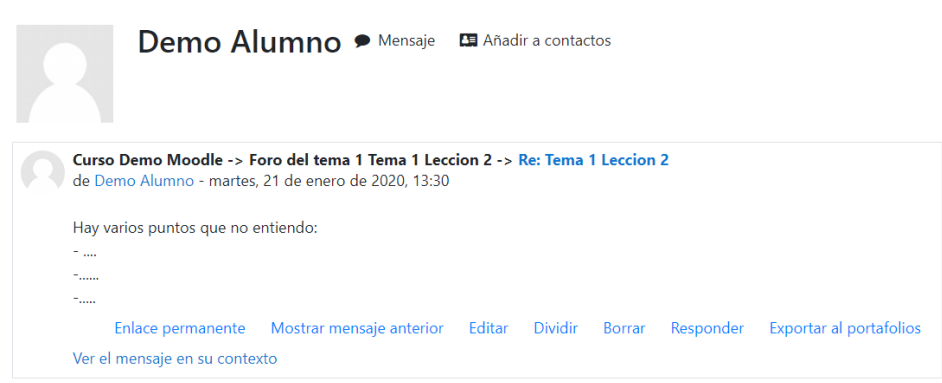 Demo Alumno Mensaje Añadir a contactos
Curso Demo Moodle -> Foro del tema 1 Tema 1 Leccion 2 -> Re: Tema 1 Leccion 2
de Demo Alumno - martes, 21 de enero de 2020, 13:30
Hay varios puntos que no entiendo:
- ....
-......
-.....
Enlace permanente Mostrar mensaje anterior Editar Dividir Borrar Responder Exportar al portafolios
Ver el mensaje en su contexto